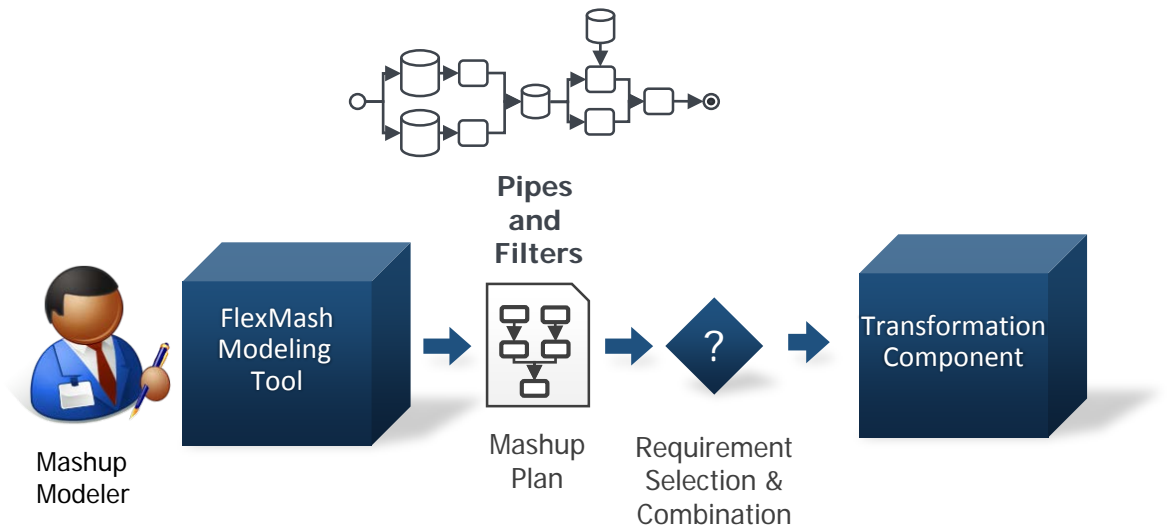 Pipes
and
Filters
FlexMash
Modeling
Tool
?
Transformation
Component
Mashup
Modeler
Mashup
Plan
Requirement
Selection &
Combination